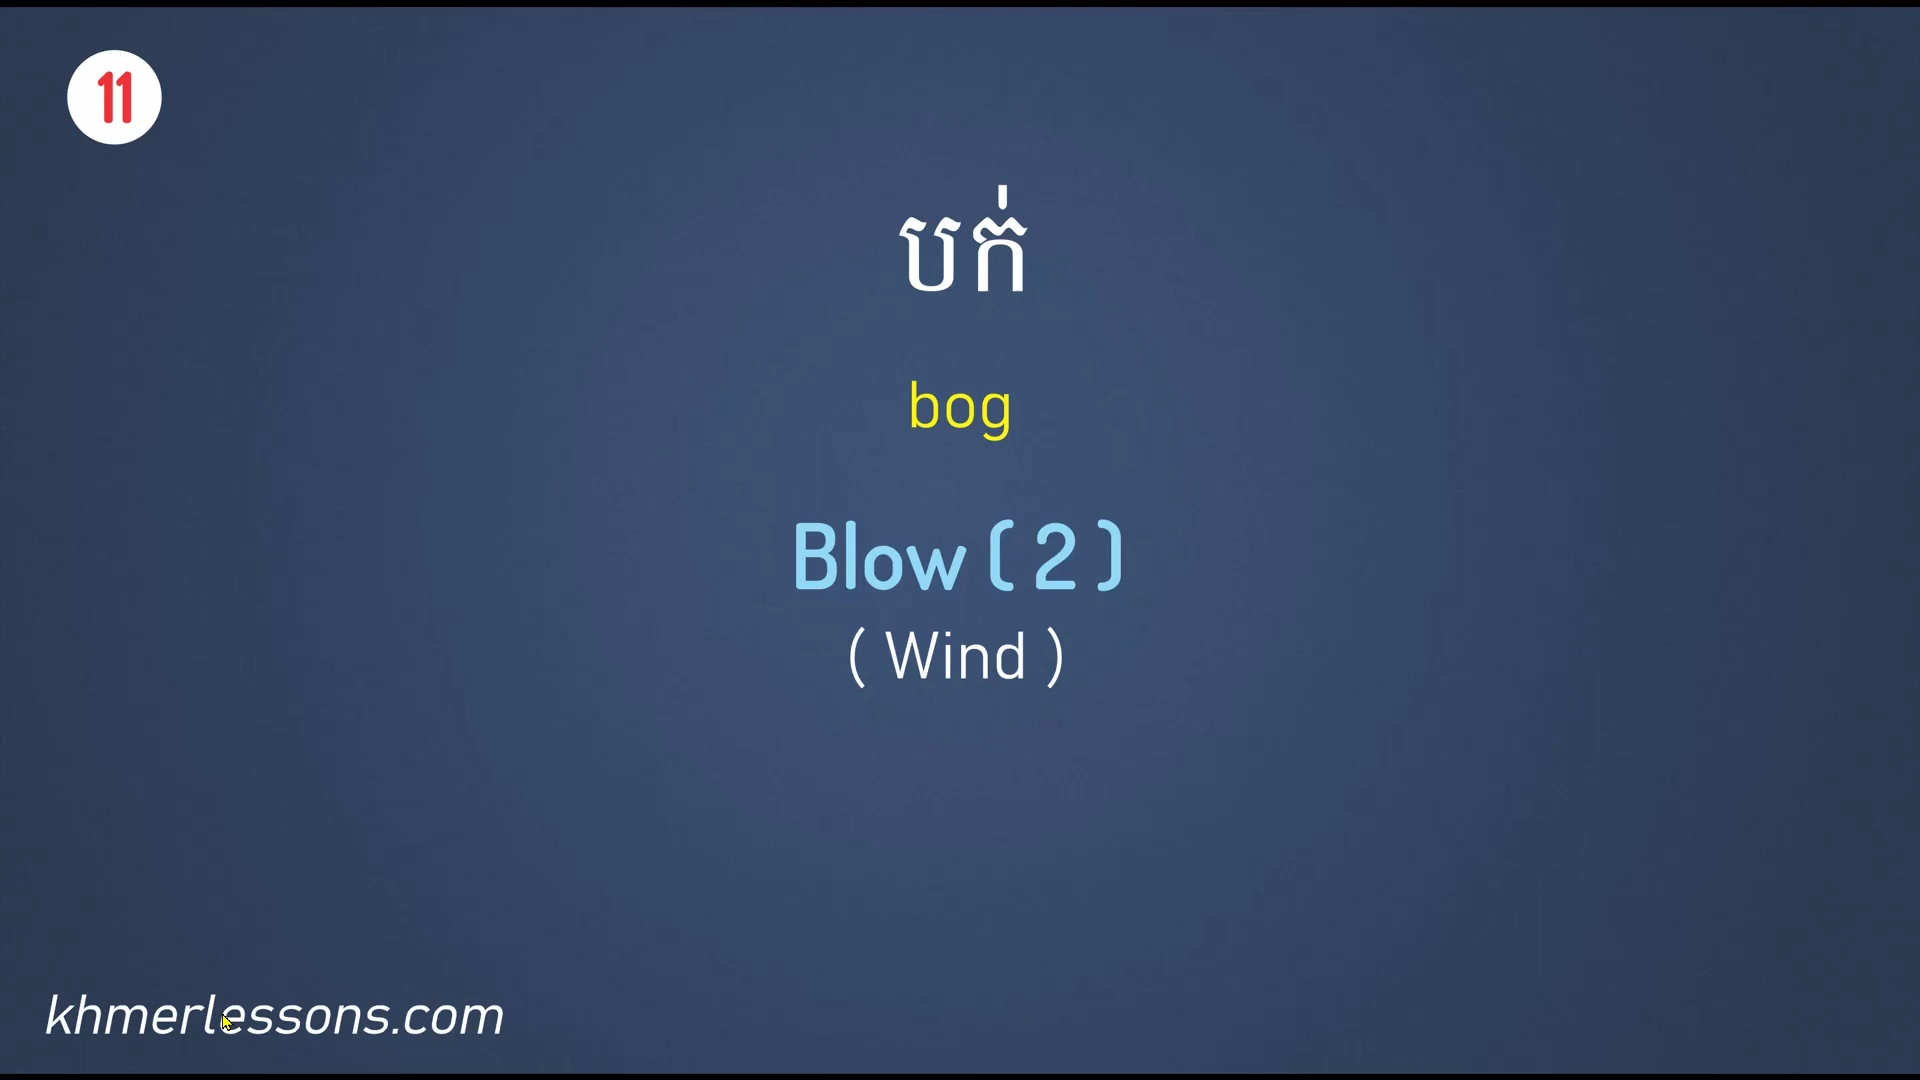 11
បក់
bog
Blow ( 2 )
( Wind )
khmerlessons.com